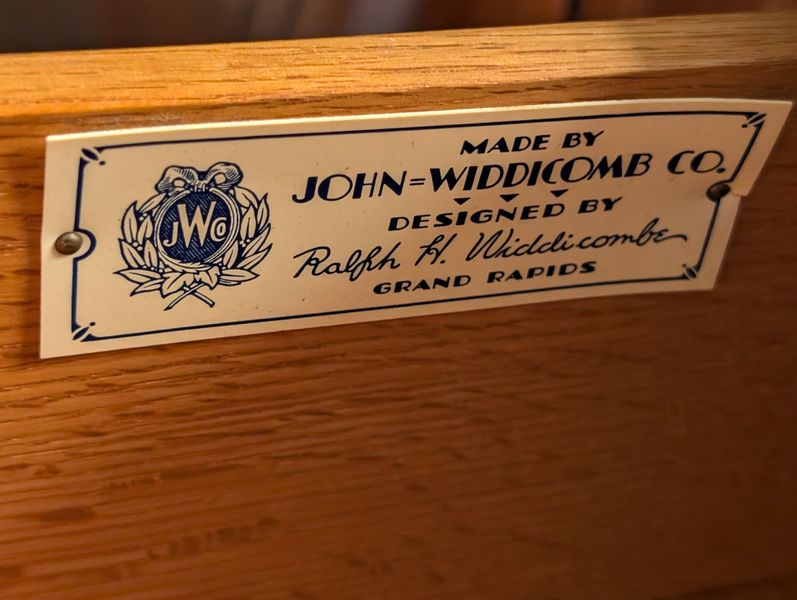 JWCo
MADE BY
JOHN=WIDDICOMB CO.
DESIGNED BY
Ralph H. Widdicombe
GRAND RAPIDS